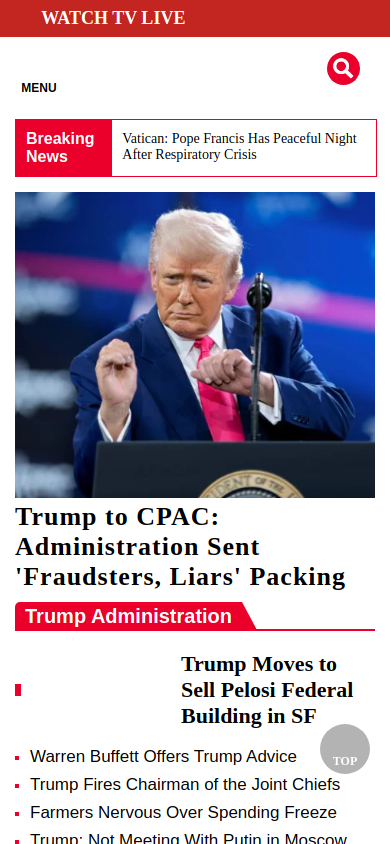 WATCH TV LIVE
MENU
Breaking
News
Vatican: Pope Francis Has Peaceful Night
After Respiratory Crisis
SIDENT OF THE
Trump to CPAC:
Administration Sent
'Fraudsters, Liars' Packing
Trump Administration
Trump Moves to
Sell Pelosi Federal
Building in SF
TOP
Warren Buffett Offers Trump Advice
Trump Fires Chairman of the Joint Chiefs
Farmers Nervous Over Spending Freeze
Trump: Not Meeting With Putin in Moscow